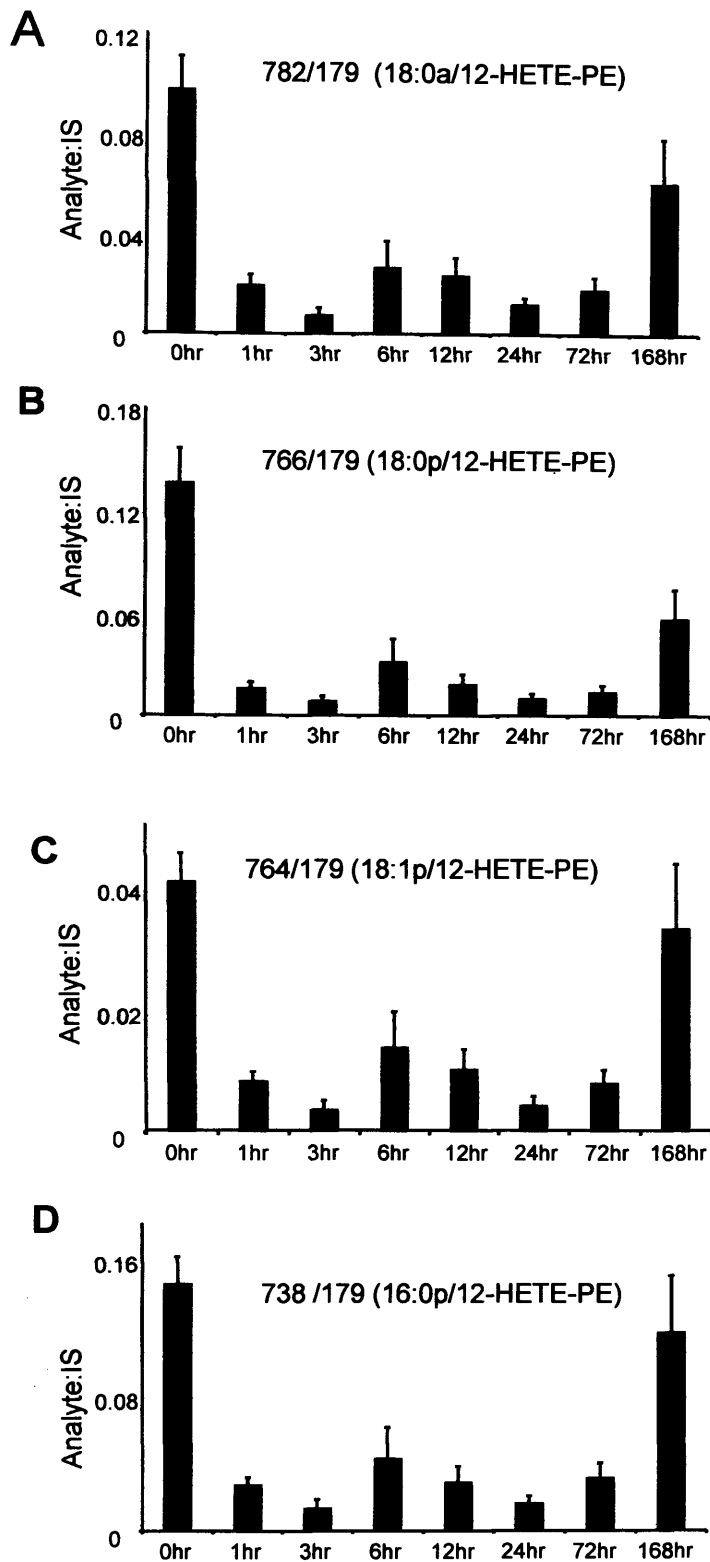 A
0.12
782/179 (18:0a/12-HETE-PE)
0.08
Analyte:IS
0.04
0
0hr 1hr 3hr 6hr 12hr 24hr 72hr 168hr
B
0.18
766/179 (18:0p/12-HETE-PE)
0.12
Analyte:IS
0.06
0
0hr 1hr 3hr 6hr 12hr 24hr 72hr 168hr
C
764/179 (18:1p/12-HETE-PE)
0.04
Analyte:IS
0.02
0
0hr 1hr 3hr 6hr 12hr 24hr 72hr 168hr
D
0.16
738 /179 (16:0p/12-HETE-PE)
Analyte:IS
0.08
0
0hr 1hr 3hr 6hr 12hr 24hr 72hr 168hr